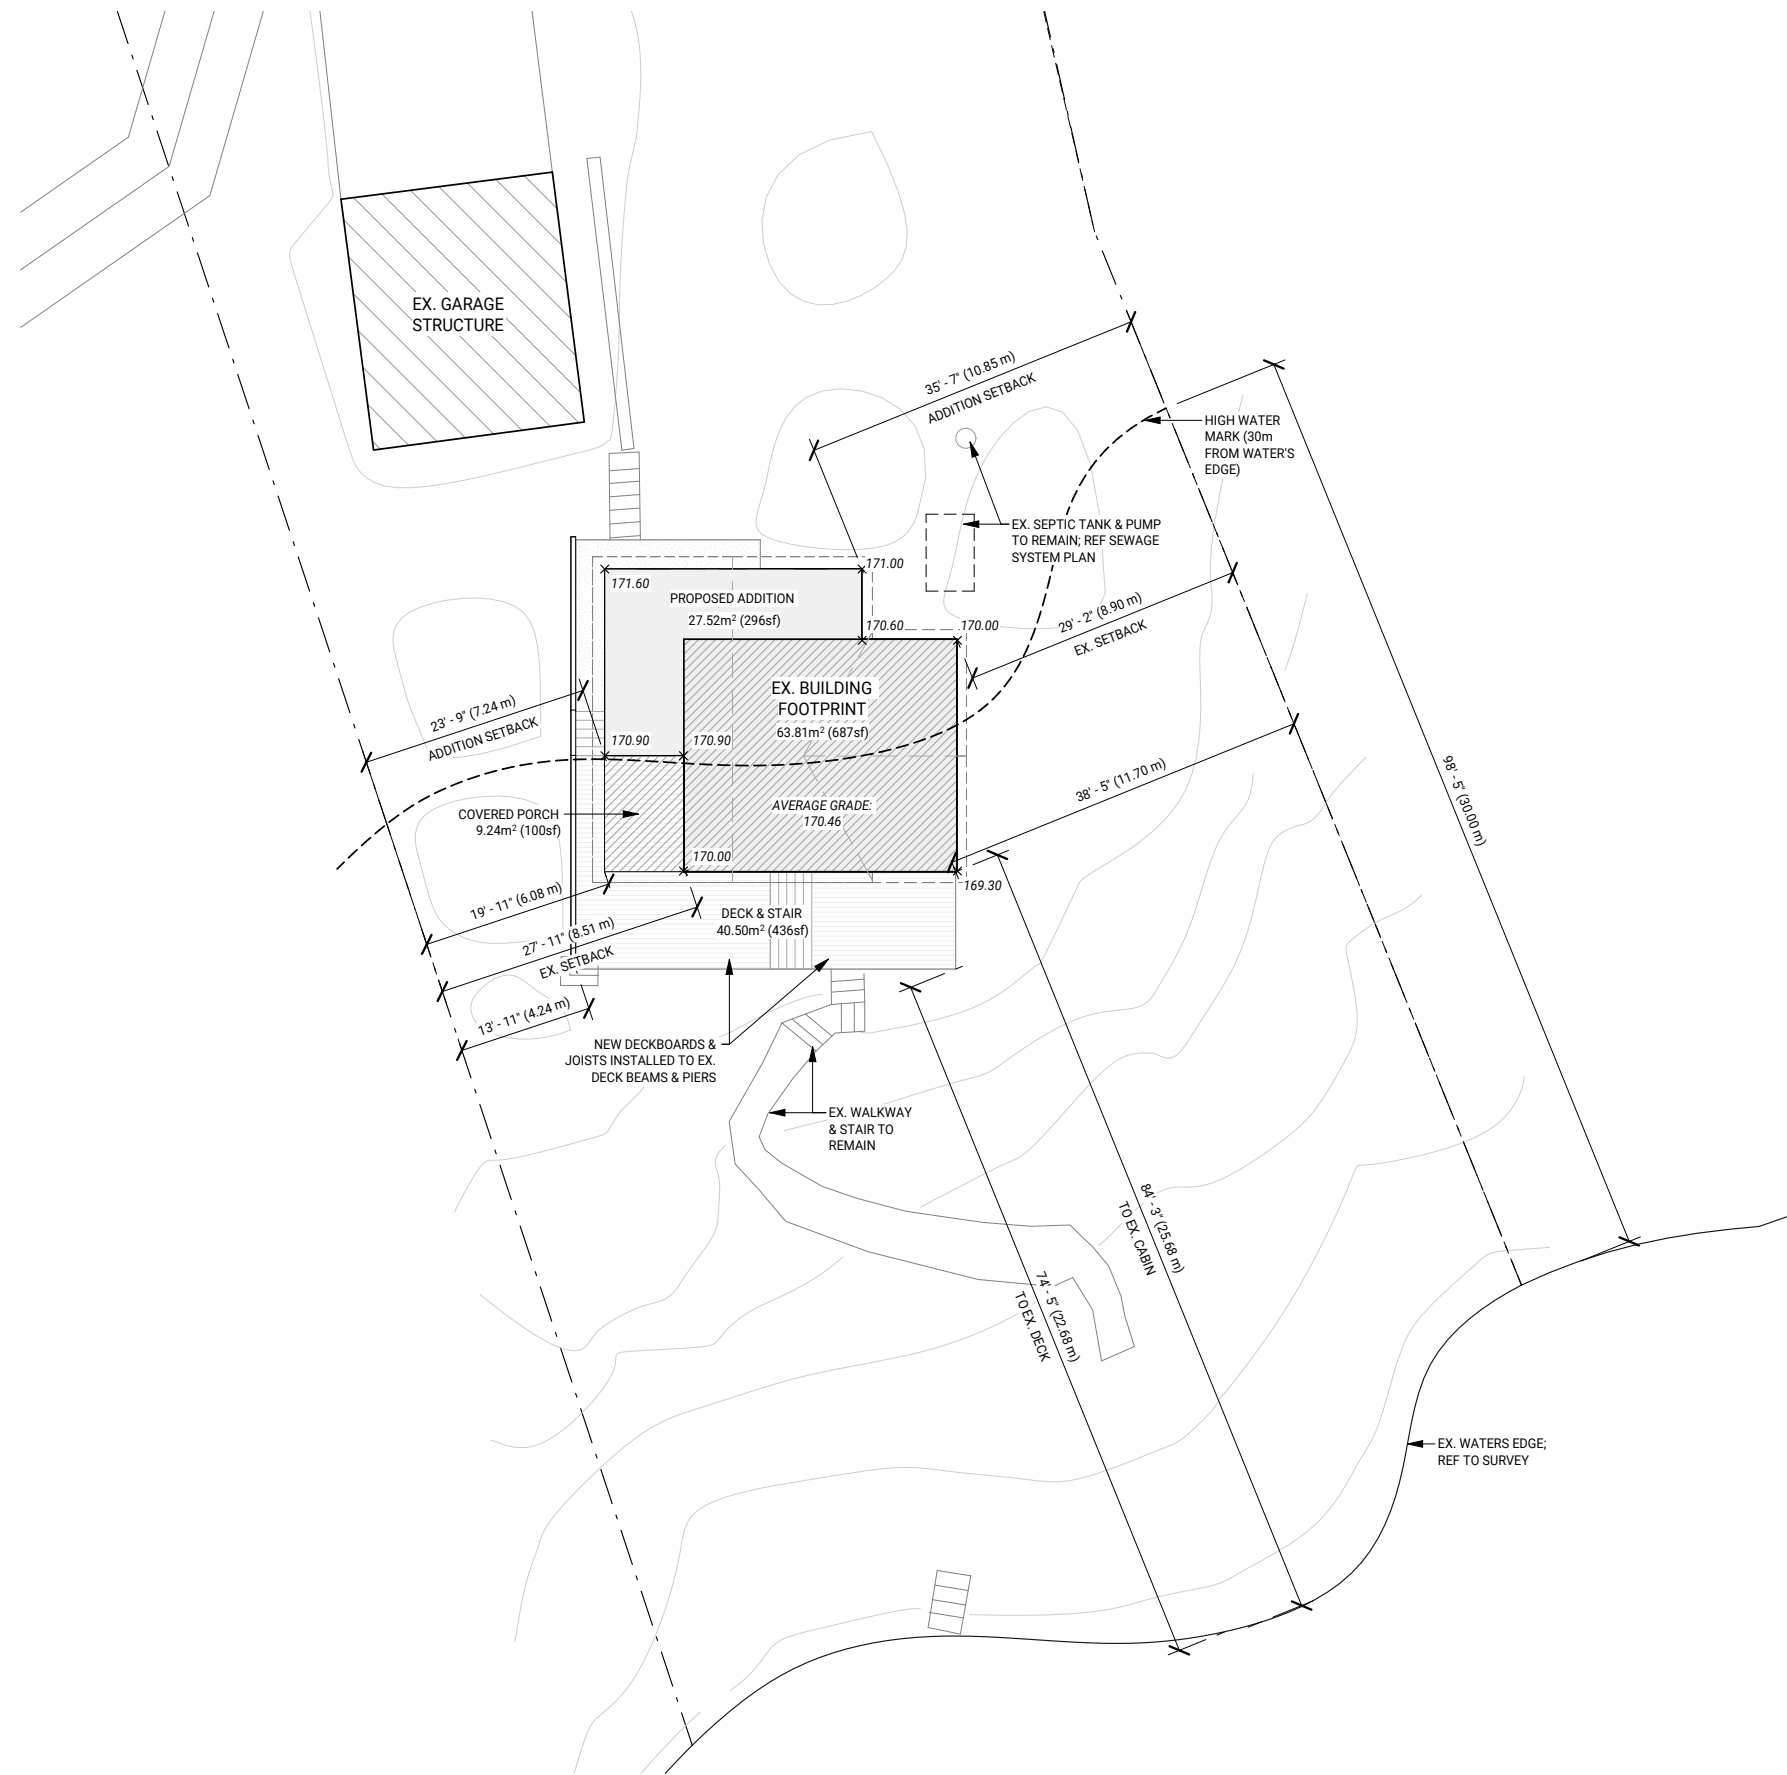 EX. GARAGE
STRUCTURE
35' - 7" (10.85 m)
ADDITION SETBACK
HIGH WATER
MARK (30m
FROM WATER'S
EDGE)
EX. SEPTIC TANK & PUMP
TO REMAIN; REF SEWAGE
SYSTEM PLAN
171.00
171.60
PROPOSED ADDITION
27.52m² (296sf)
170.60
170.00
29' - 2" (8.90 m)
EX. SETBACK
EX. BUILDING
FOOTPRINT
63.81m² (687sf)
23' - 9" (7.24 m)
ADDITION SETBACK
170.90
170.90
38' - 5" (11.70 m)
98' - 5" (30.00 m)
AVERAGE GRADE:
170.46
COVERED PORCH
9.24m² (100sf)
170.00
169.30
19' - 11" (6.08 m)
27' - 11" (8.51 m)
EX. SETBACK
DECK & STAIR
40.50m² (436sf)
13' - 11" (4.24 m)
NEW DECKBOARDS &
JOISTS INSTALLED TO EX.
DECK BEAMS & PIERS
EX. WALKWAY
& STAIR TO
REMAIN
84' - 3" (25.68 m)
TO EX. CABIN
74' - 5" (22.68 m)
TO EX. DECK
EX. WATERS EDGE;
REF TO SURVEY